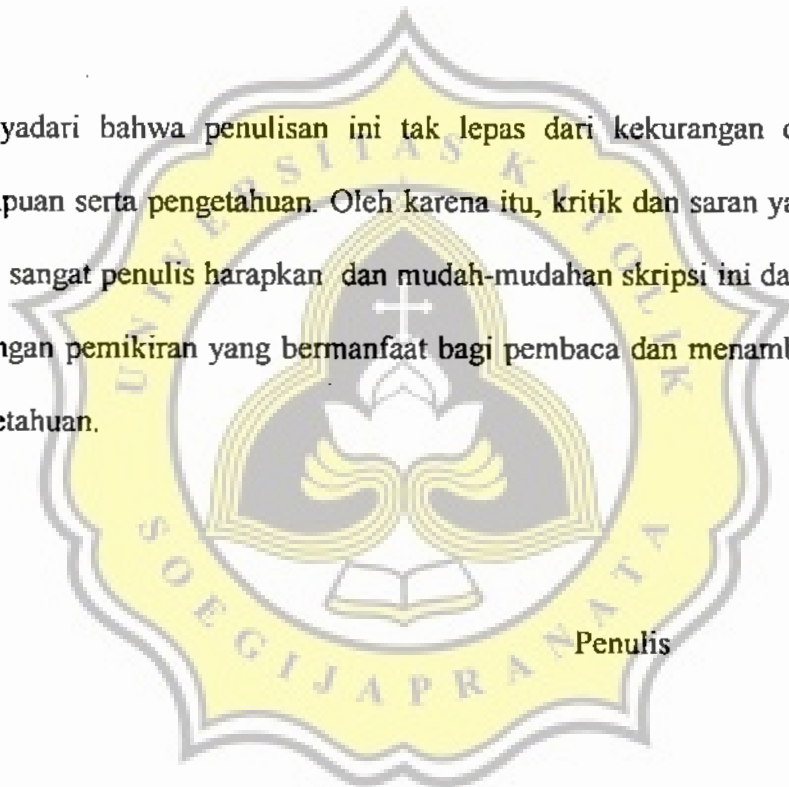 yadari bahwa penulisan ini tak lepas dari kekurangan
puan serta pengetahuan. Oleh karena itu, kritik dan saran ya
sangat penulis harapkan dan mudah-mudahan skripsi ini da
ngan pemikiran yang bermanfaat bagi pembaca dan menamb
etahuan.
Penulis
UNIVERSITAS KATOLIK
SOEGIJAPRANATA